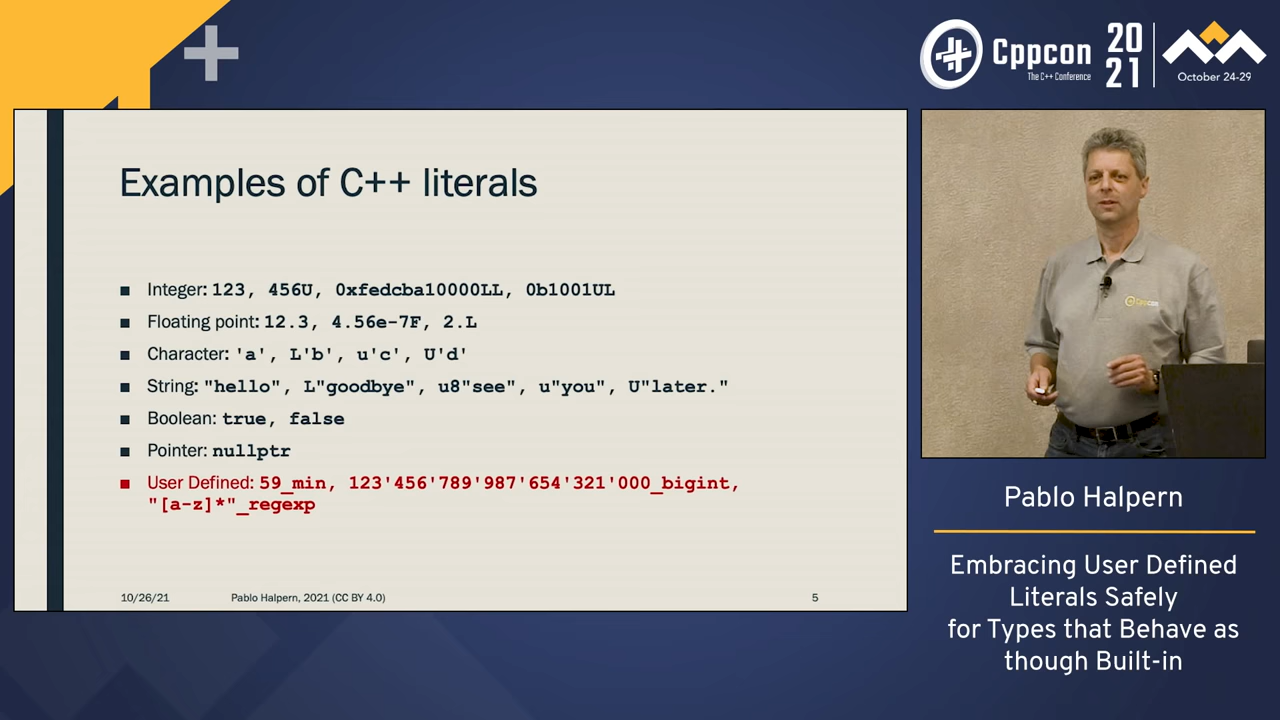 Cppcon
The C++ Conference
20
21
October 24-29
Examples of C++ literals
Integer: 123, 456U, 0xfedcba10000LL, 0b1001UL
Floating point: 12.3, 4.56e-7F, 2.L
Character: 'a', L'b', u'c', U'd'
String: "hello", L"goodbye", u8"see", u"you", U"later."
Boolean: true, false
Pointer: nullptr
User Defined: 59_min, 123'456'789'987'654'321'000_bigint,
"[a-z]*"_regexp
10/26/21
Pablo Halpern, 2021 (CC BY 4.0)
5
Cppcon
Pablo Halpern
Embracing User Defined
Literals Safely
for Types that Behave as
though Built-in